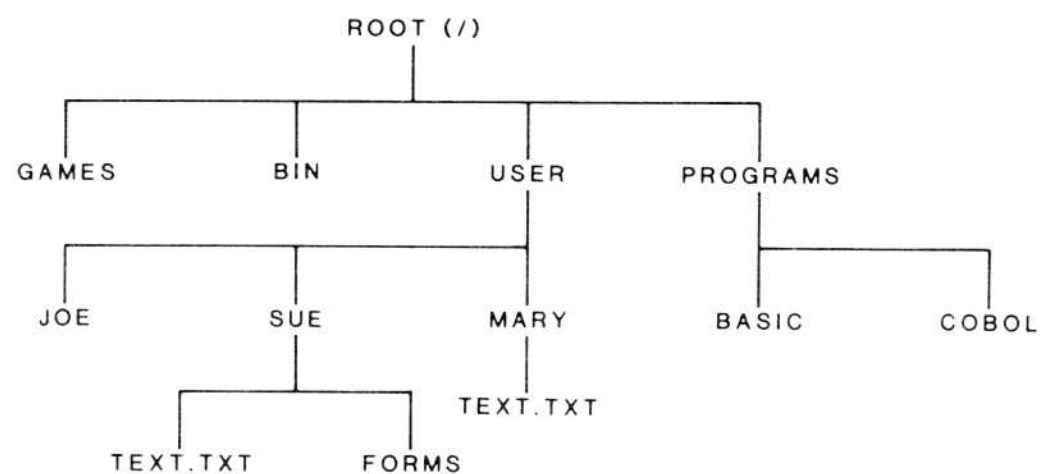 ROOT (/)
GAMES BIN USER PROGRAMS
JOE SUE MARY BASIC COBOL
TEXT.TXT
TEXT.TXT FORMS